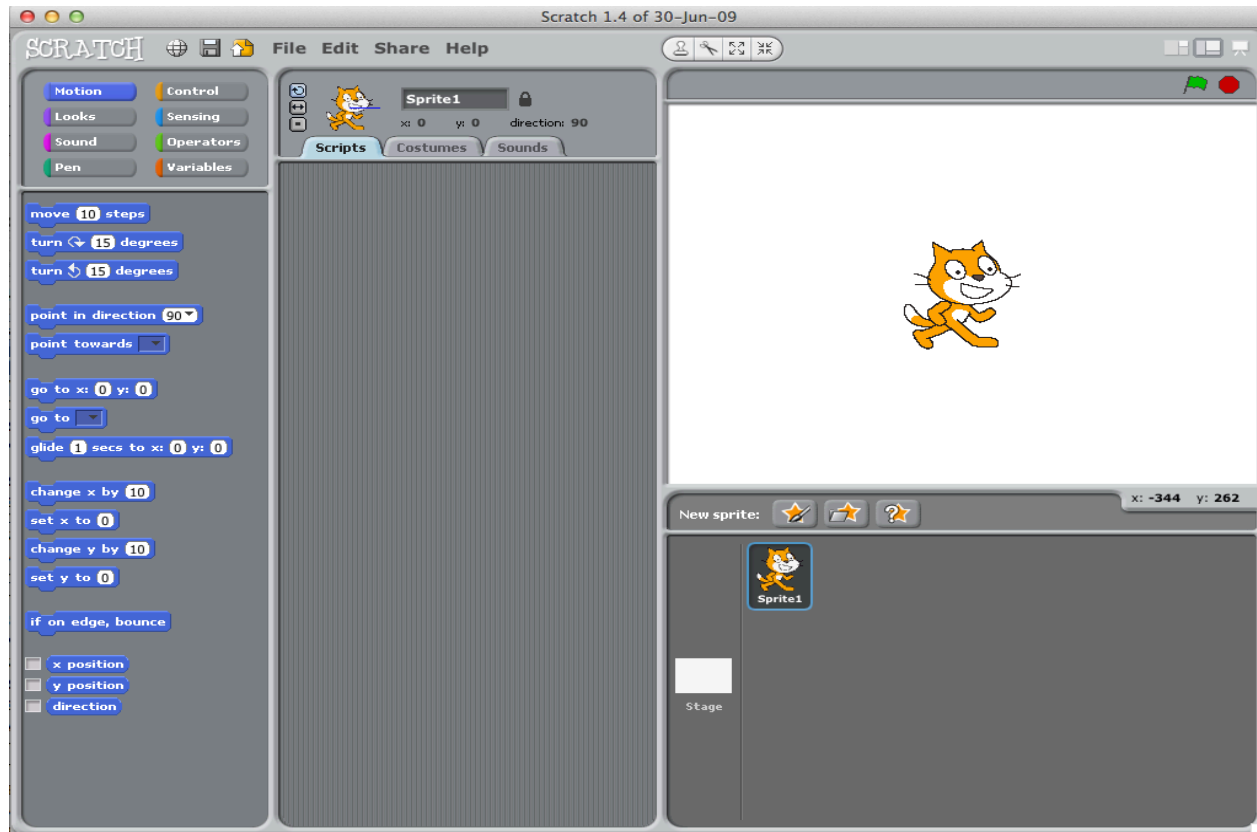 Scratch 1.4 of 30-Jun-09
SCRATCH File Edit Share Help
Motion Control
Looks Sensing
Sound Operators
Pen Variables
move 10 steps
turn 15 degrees
turn 15 degrees
point in direction 90
point towards
go to x: 0 y: 0
go to
glide 1 secs to x: 0 y: 0
change x by 10
set x to 0
change y by 10
set y to 0
if on edge, bounce
x position
y position
direction
Sprite1
x: 0 y: 0 direction: 90
Scripts Costumes Sounds
x: -344 y: 262
New sprite:
Sprite1
Stage